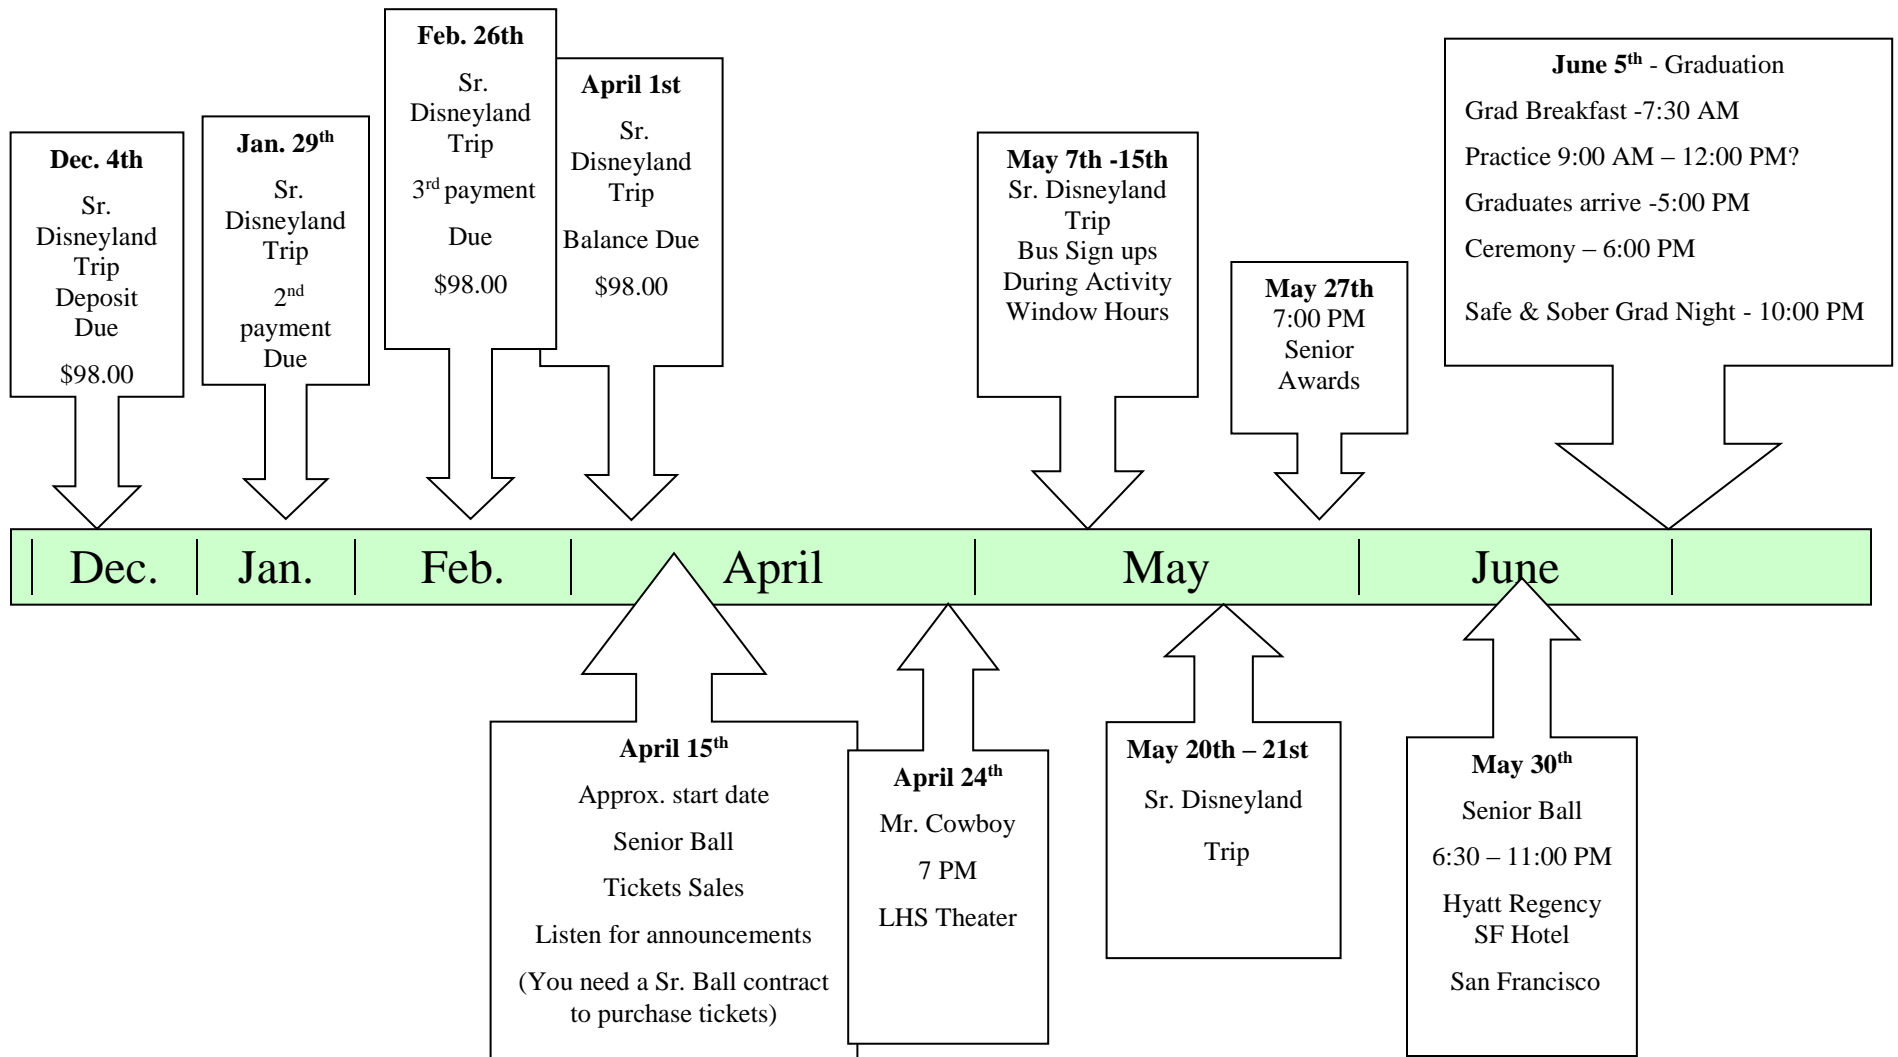 Dec. 4th
Sr.
Disneyland
Trip
Deposit
Due
$98.00
Jan. 29th
Sr.
Disneyland
Trip
2nd
payment
Due
Feb. 26th
Sr.
Disneyland
Trip
3rd payment
Due
$98.00
April 1st
Sr.
Disneyland
Trip
Balance Due
$98.00
May 7th -15th
Sr. Disneyland
Trip
Bus Sign ups
During Activity
Window Hours
May 27th
7:00 PM
Senior
Awards
June 5th - Graduation
Grad Breakfast -7:30 AM
Practice 9:00 AM – 12:00 PM?
Graduates arrive -5:00 PM
Ceremony – 6:00 PM
Safe & Sober Grad Night - 10:00 PM
Dec.
Jan.
Feb.
April
May
June
April 15th
Approx. start date
Senior Ball
Tickets Sales
Listen for announcements
(You need a Sr. Ball contract
to purchase tickets)
April 24th
Mr. Cowboy
7 PM
LHS Theater
May 20th – 21st
Sr. Disneyland
Trip
May 30th
Senior Ball
6:30 – 11:00 PM
Hyatt Regency
SF Hotel
San Francisco